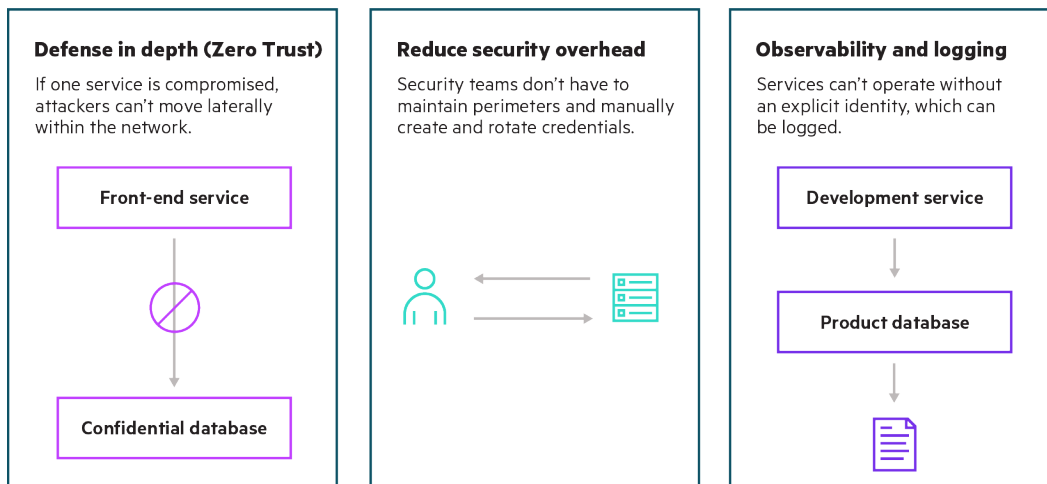 Defense in depth (Zero Trust)
If one service is compromised,
attackers can’t move laterally
within the network.
Front-end service
Confidential database
Reduce security overhead
Security teams don’t have to
maintain perimeters and manually
create and rotate credentials.
Observability and logging
Services can’t operate without
an explicit identity, which can
be logged.
Development service
Product database